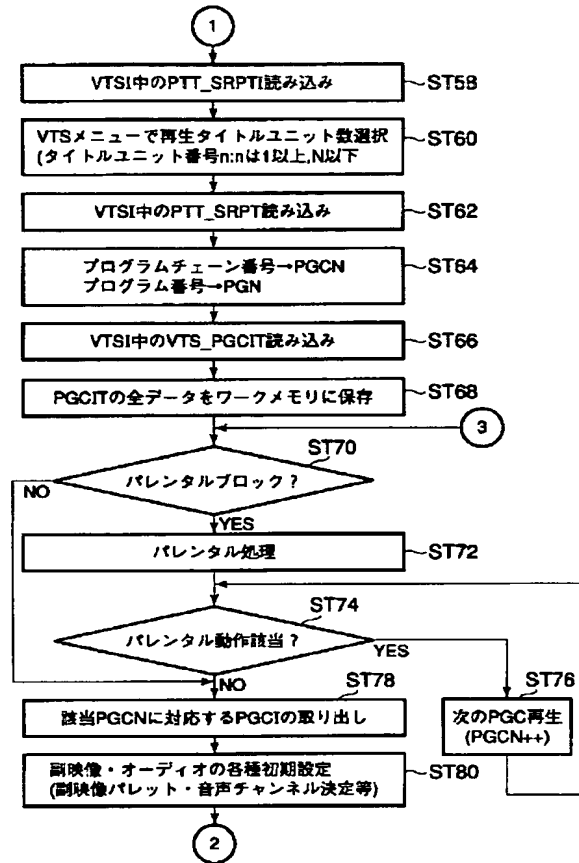 1
VTSI中のPTT_SRPTI読み込み
ST58
VTSメニューで再生タイトルユニット数選択
(タイトルユニット番号n:nは1以上,N以下
ST60
VTSI中のPTT_SRPT読み込み
ST62
プログラムチェーン番号→PGCN
プログラム番号→PGN
ST64
VTSI中のVTS_PGCIT読み込み
ST66
PGCITの全データをワークメモリに保存
ST68
3
ST70
パレンタルブロック?
NO
YES
パレンタル処理
ST72
ST74
パレンタル動作該当?
YES
NO
ST78
ST76
該当PGCNに対応するPGCIの取り出し
次のPGC再生
(PGCN++)
副映像・オーディオの各種初期設定
(副映像パレット・音声チャンネル決定等)
ST80
2